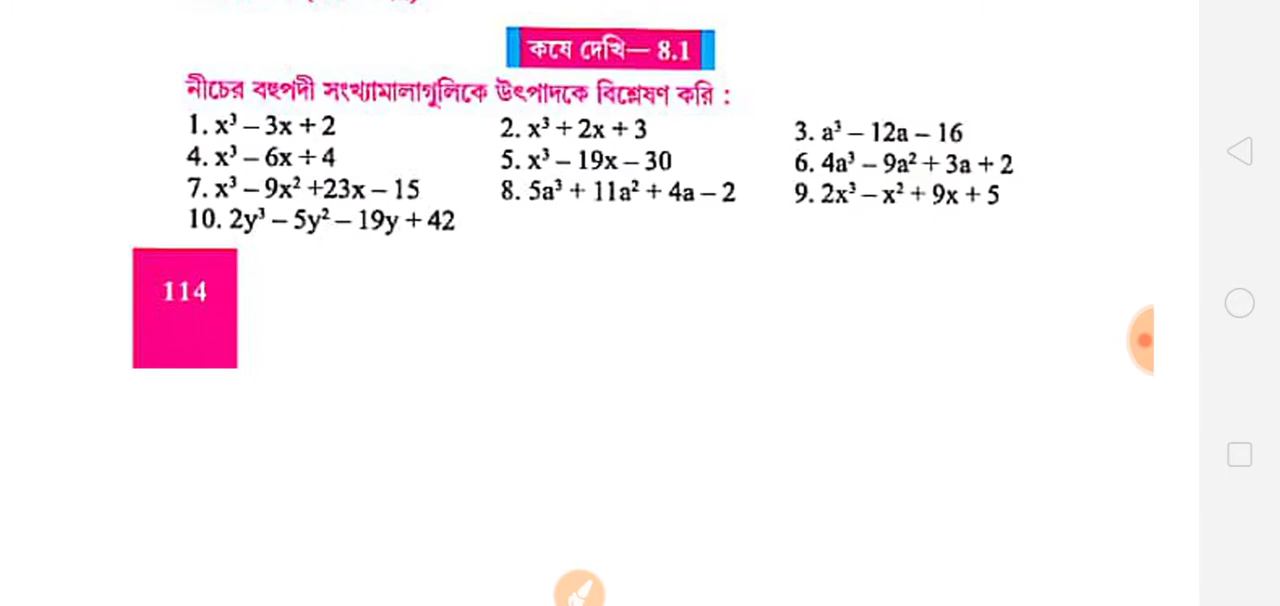 কষে দেখি— 8.1
নীচের বহুপদী সংখ্যামালাগুলিকে উৎপাদকে বিশ্লেষণ করি :
1. x³ – 3x + 2 2. x³ + 2x + 3 3. a³ – 12a – 16
4. x³ – 6x + 4 5. x³ – 19x – 30 6. 4a³ – 9a² + 3a + 2
7. x³ – 9x² +23x – 15 8. 5a³ + 11a² + 4a – 2 9. 2x³ – x² + 9x + 5
10. 2y³ – 5y² – 19y + 42
114